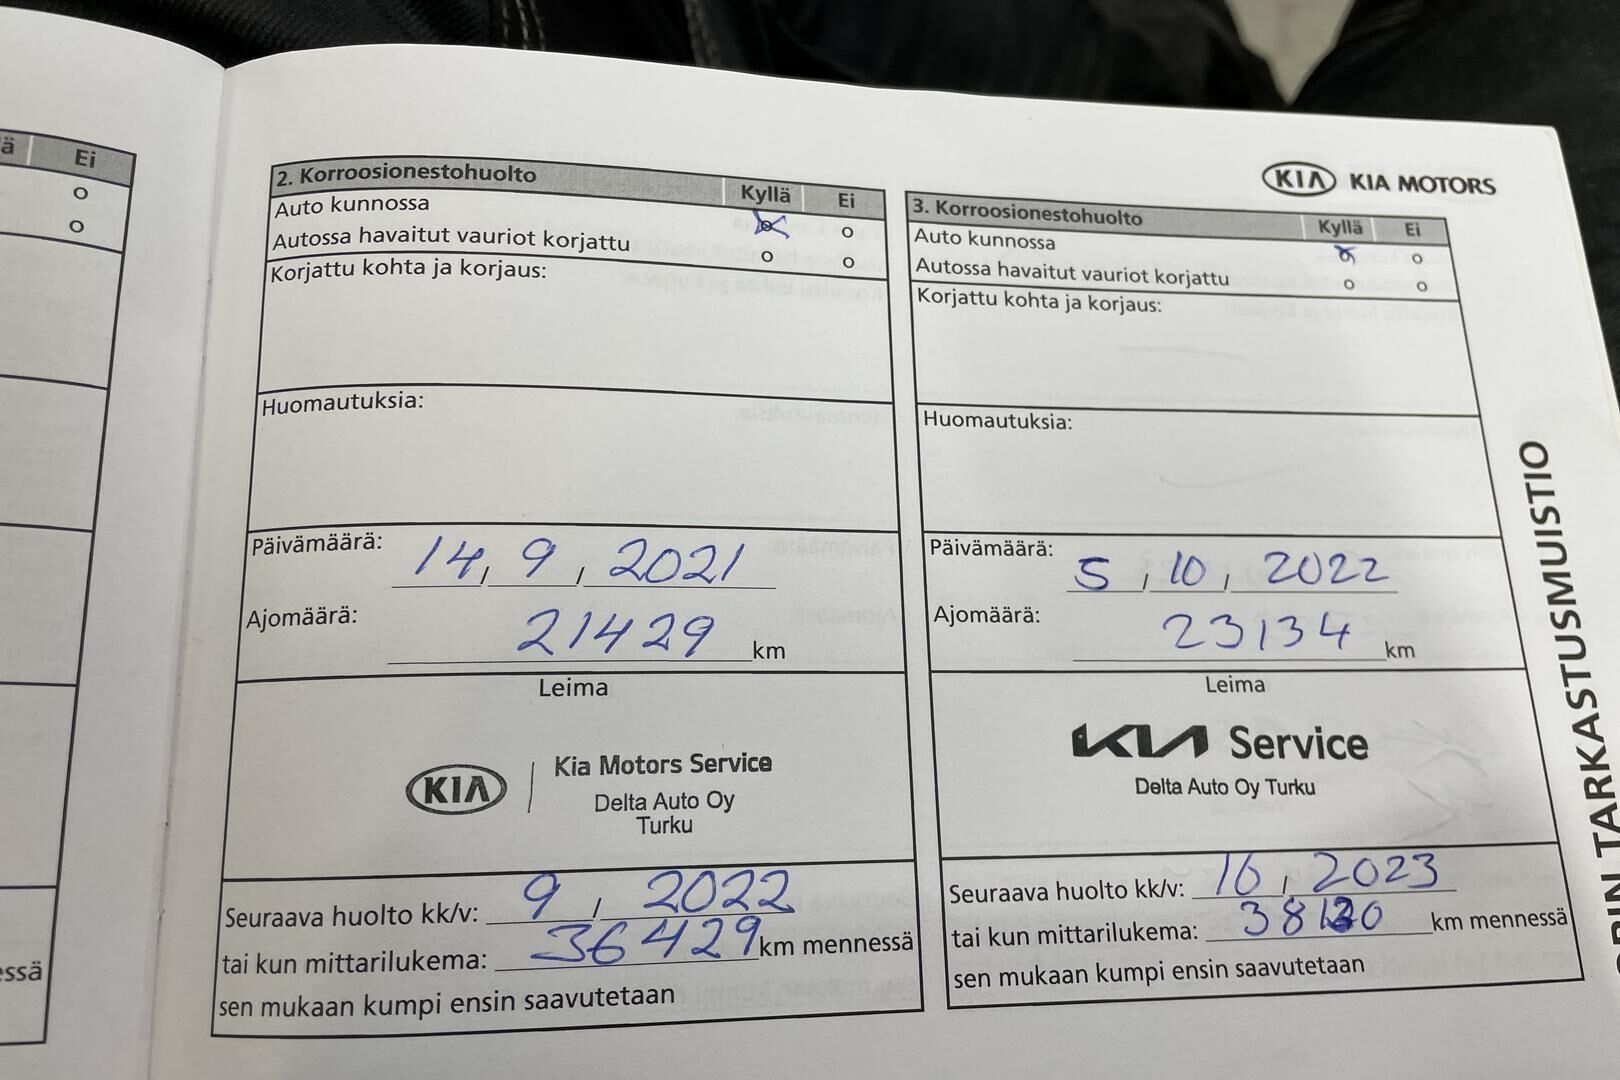 ä Ei
o
o
essä
KIA KIA MOTORS
2. Korroosionestohuolto Kyllä Ei
Auto kunnossa o o
Autossa havaitut vauriot korjattu o o
Korjattu kohta ja korjaus:
Huomautuksia:
Päivämäärä: 14, 9, 2021
Ajomäärä: 21429 km
Leima
KIA Kia Motors Service
Delta Auto Oy
Turku
Seuraava huolto kk/v: 9, 2022
tai kun mittarilukema: 36429 km mennessä
sen mukaan kumpi ensin saavutetaan
3. Korroosionestohuolto Kyllä Ei
Auto kunnossa o o
Autossa havaitut vauriot korjattu o o
Korjattu kohta ja korjaus:
Huomautuksia:
Päivämäärä: 5, 10, 2022
Ajomäärä: 23134 km
Leima
KIA Service
Delta Auto Oy Turku
Seuraava huolto kk/v: 10, 2023
tai kun mittarilukema: km mennessä
sen mukaan kumpi ensin saavutetaan
TARKASTUSMUISTIO